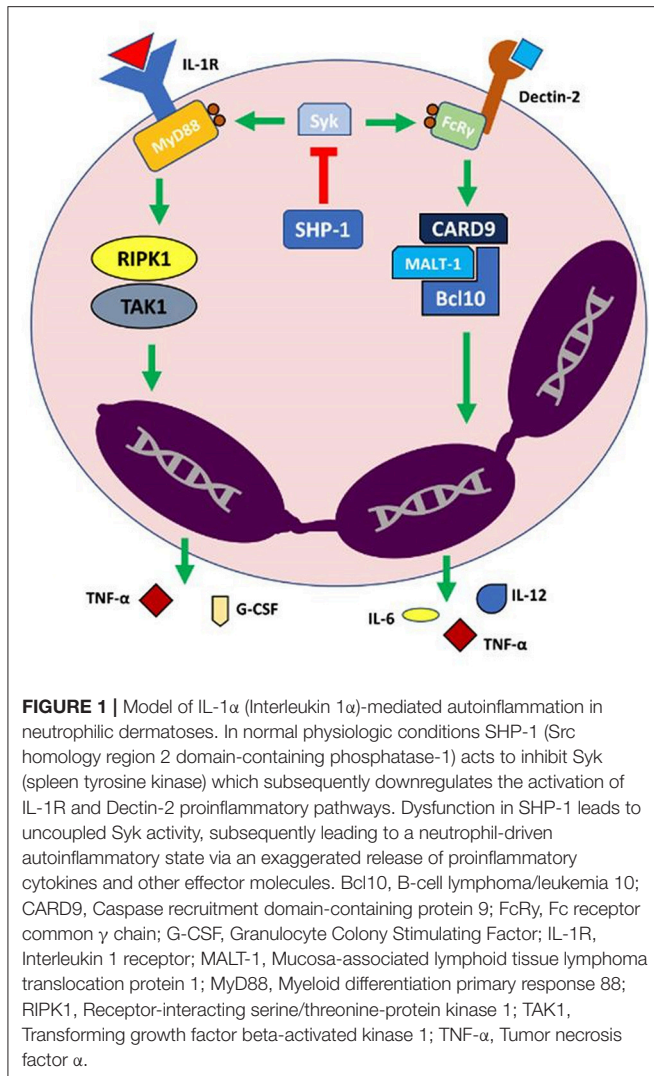 IL-1R
Dectin-2
MyD88
Syk
FcRy
SHP-1
CARD9
RIPK1
MALT-1
TAK1
Bcl10
TNF-α
G-CSF
IL-12
IL-6
TNF-α
FIGURE 1 | Model of IL-1α (Interleukin 1α)-mediated autoinflammation in
neutrophilic dermatoses. In normal physiologic conditions SHP-1 (Src
homology region 2 domain-containing phosphatase-1) acts to inhibit Syk
(spleen tyrosine kinase) which subsequently downregulates the activation of
IL-1R and Dectin-2 proinflammatory pathways. Dysfunction in SHP-1 leads to
uncoupled Syk activity, subsequently leading to a neutrophil-driven
autoinflammatory state via an exaggerated release of proinflammatory
cytokines and other effector molecules. Bcl10, B-cell lymphoma/leukemia 10;
CARD9, Caspase recruitment domain-containing protein 9; FcRy, Fc receptor
common γ chain; G-CSF, Granulocyte Colony Stimulating Factor; IL-1R,
Interleukin 1 receptor; MALT-1, Mucosa-associated lymphoid tissue lymphoma
translocation protein 1; MyD88, Myeloid differentiation primary response 88;
RIPK1, Receptor-interacting serine/threonine-protein kinase 1; TAK1,
Transforming growth factor beta-activated kinase 1; TNF-α, Tumor necrosis
factor α.